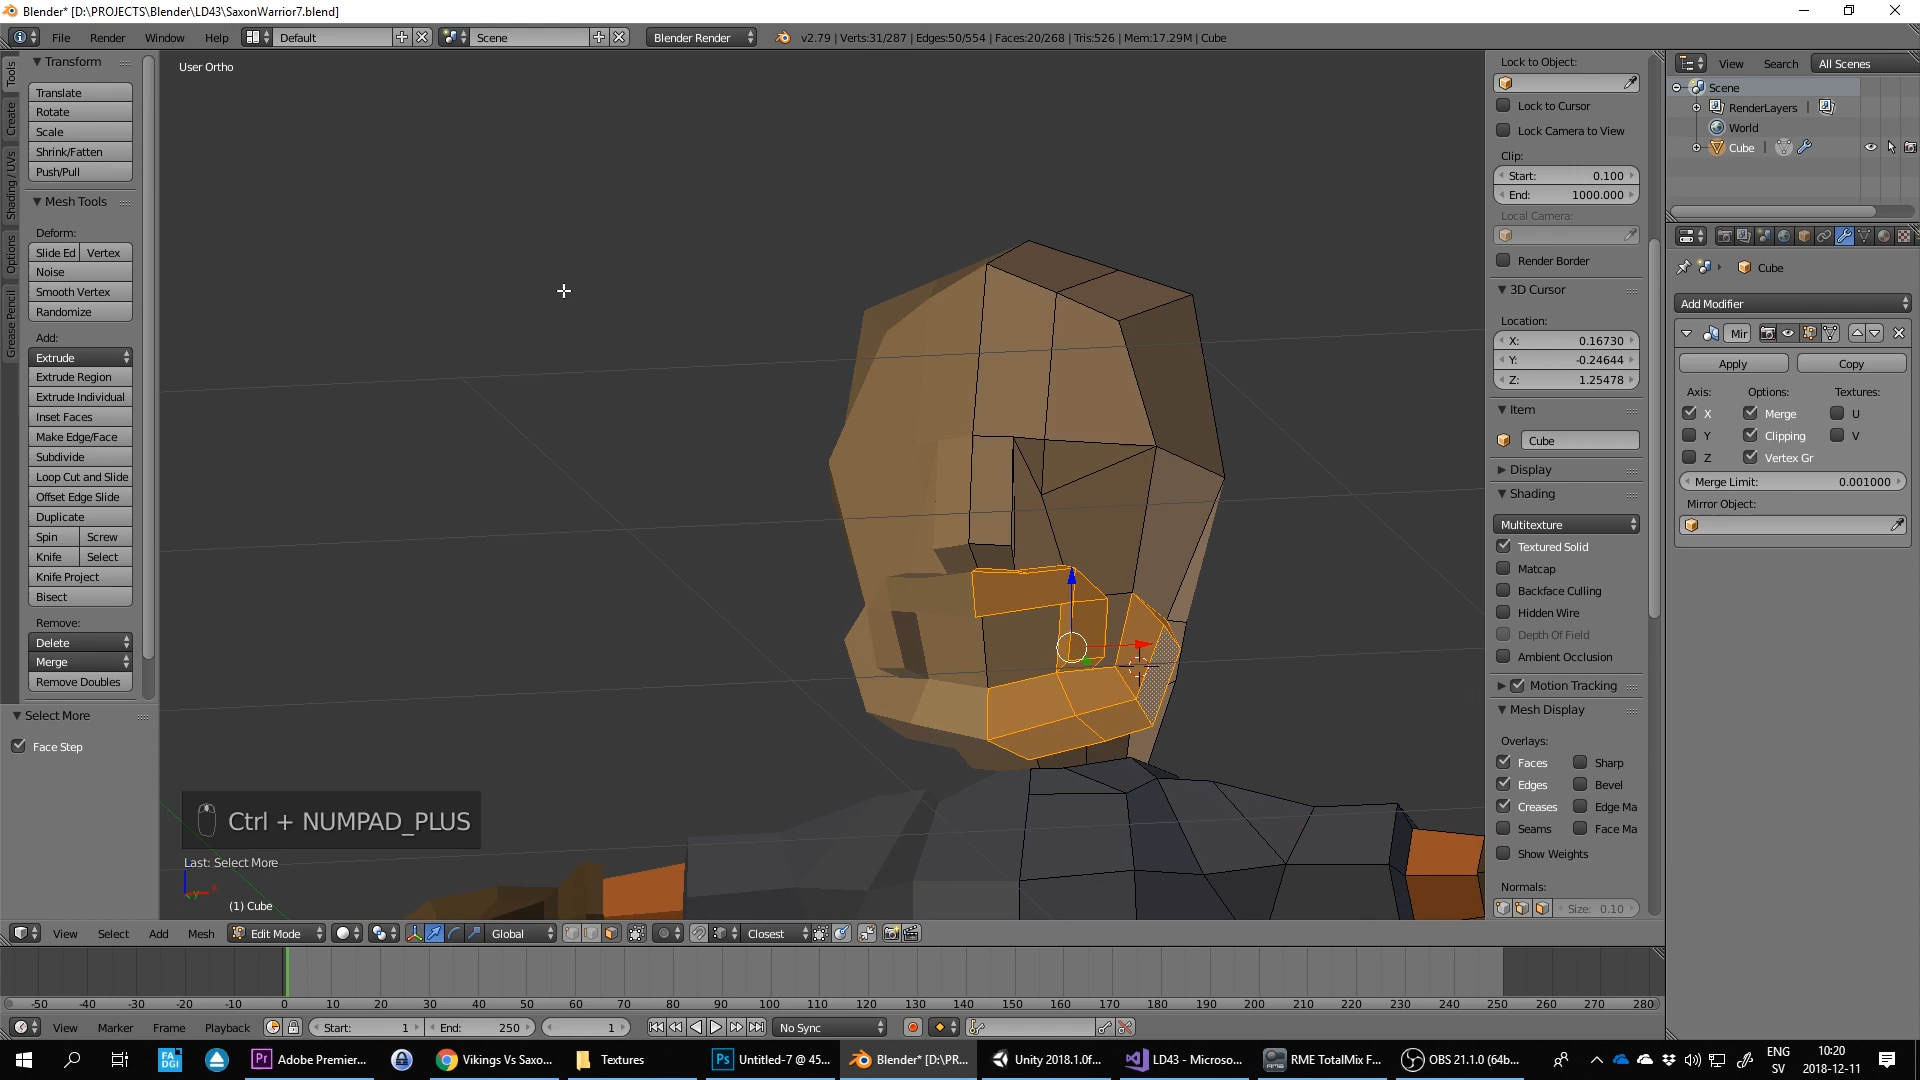 Blender* [D:\PROJECTS\Blender\LD43\SaxonWarrior7.blend]
File Render Window Help Default Scene Blender Render v2.79 | Verts:31/287 | Edges:50/554 | Faces:20/268 | Tris:526 | Mem:17.29M | Cube
Tools
Create
Shading / UVs
Options
Grease Pencil
Transform
Translate
Rotate
Scale
Shrink/Fatten
Push/Pull
Mesh Tools
Deform:
Slide Ed Vertex
Noise
Smooth Vertex
Randomize
Add:
Extrude
Extrude Region
Extrude Individual
Inset Faces
Make Edge/Face
Subdivide
Loop Cut and Slide
Offset Edge Slide
Duplicate
Spin Screw
Knife Select
Knife Project
Bisect
Remove:
Delete
Merge
Remove Doubles
Select More
Face Step
User Ortho
Ctrl + NUMPAD_PLUS
Last: Select More
(1) Cube
Lock to Object:
Lock to Cursor
Lock Camera to View
Clip:
Start: 0.100
End: 1000.000
Local Camera:
Render Border
3D Cursor
Location:
X: 0.16730
Y: -0.24644
Z: 1.25478
Item
Cube
Display
Shading
Multitexture
Textured Solid
Matcap
Backface Culling
Hidden Wire
Depth Of Field
Ambient Occlusion
Motion Tracking
Mesh Display
Overlays:
Faces Sharp
Edges Bevel
Creases Edge Ma
Seams Face Ma
Show Weights
Normals:
Size: 0.10
View Search All Scenes
Scene
RenderLayers |
World
Cube |
Cube
Add Modifier
Mir
Apply Copy
Axis: Options: Textures:
X Merge U
Y Clipping V
Z Vertex Gr
Merge Limit: 0.001000
Mirror Object:
View Select Add Mesh Edit Mode Global Closest
-50 -40 -30 -20 -10 0 10 20 30 40 50 60 70 80 90 100 110 120 130 140 150 160 170 180 190 200 210 220 230 240 250 260 270 280
View Marker Frame Playback Start: 1 End: 250 1 No Sync
FA DGI Adobe Premier... Vikings Vs Saxo... Textures Untitled-7 @ 45... Blender* [D:\PR... Unity 2018.1.0f... LD43 - Microso... RME TotalMix F... OBS 21.1.0 (64b...
ENG
SV
10:20
2018-12-11